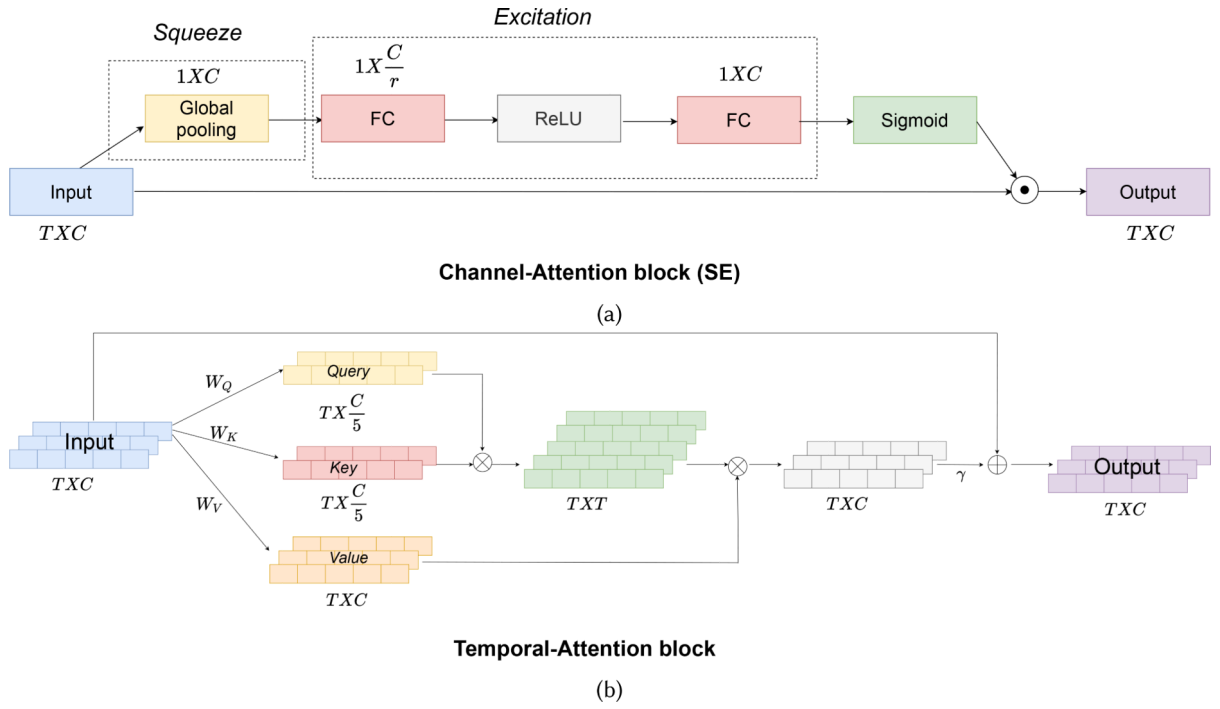 Squeeze
Excitation
1XC
1X C/r
1XC
Global
pooling
FC
ReLU
FC
Sigmoid
Input
Output
TXC
TXC
Channel-Attention block (SE)
(a)
W_Q
Query
TX C/5
Input
W_K
Key
TXC
TX C/5
W_V
Value
TXC
TXT
TXC
γ
Output
TXC
Temporal-Attention block
(b)